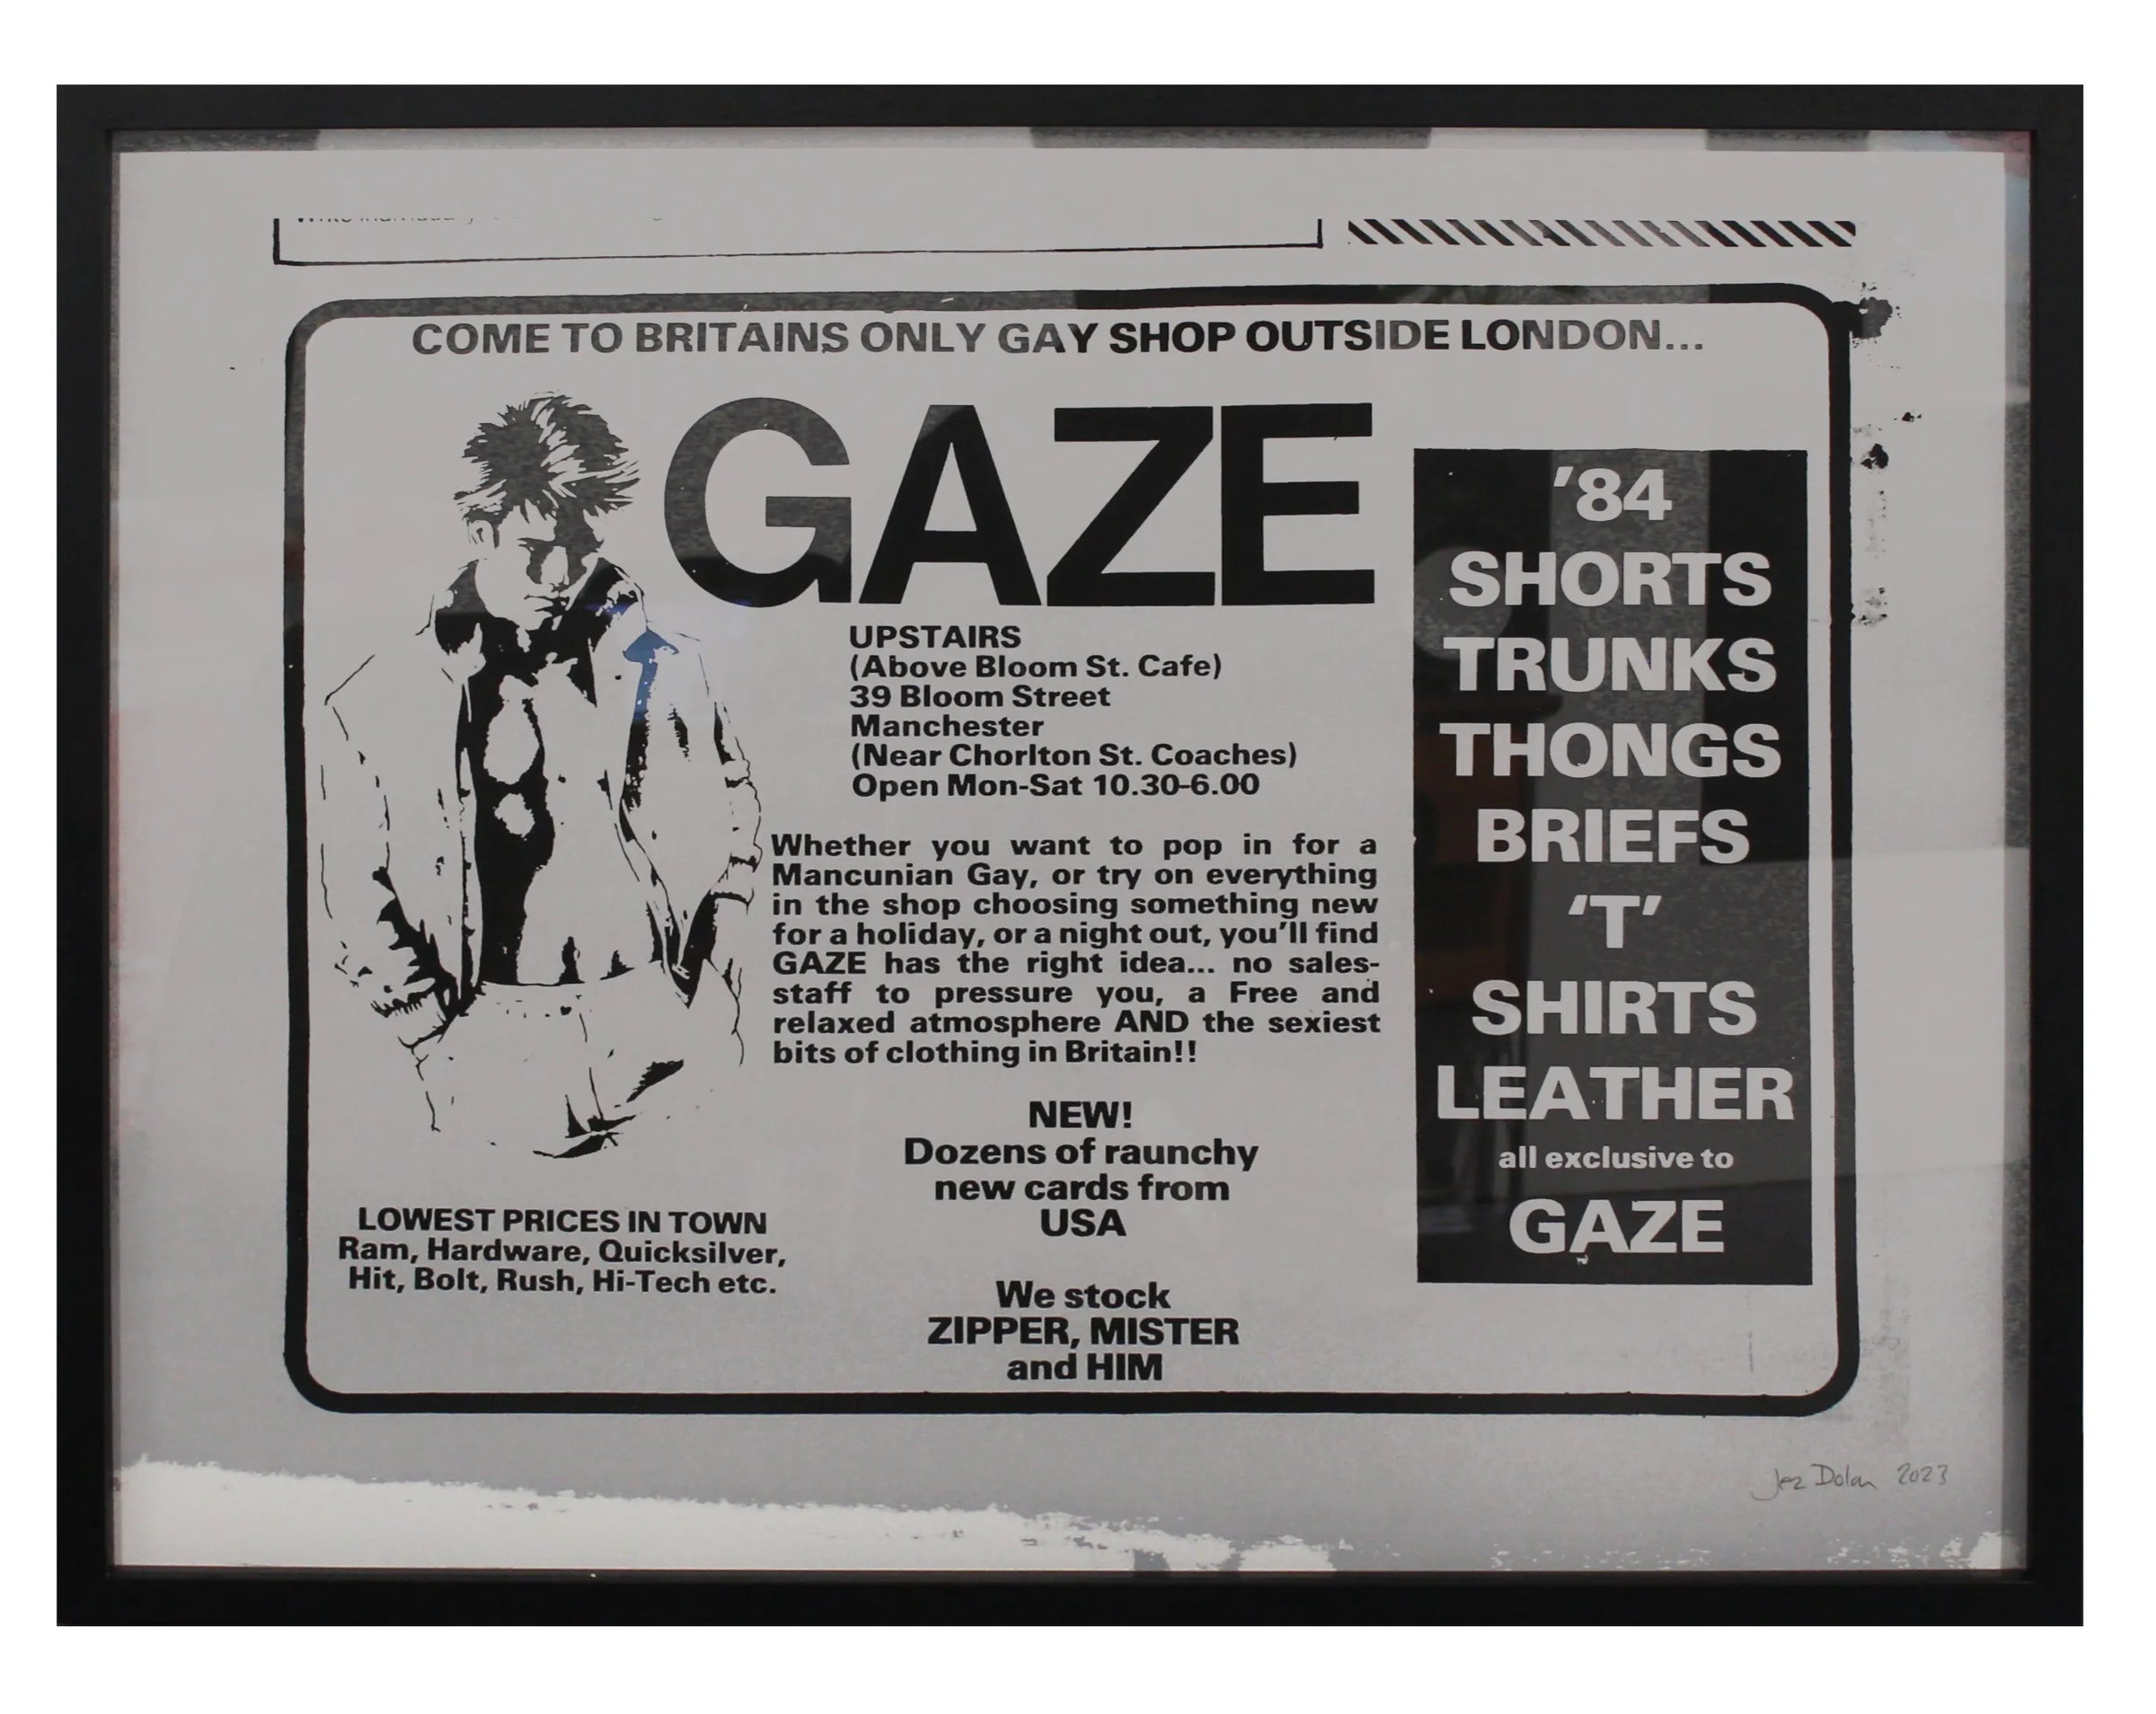 COME TO BRITAINS ONLY GAY SHOP OUTSIDE LONDON...
GAZE
UPSTAIRS
(Above Bloom St. Cafe)
39 Bloom Street
Manchester
(Near Chorlton St. Coaches)
Open Mon-Sat 10.30-6.00
Whether you want to pop in for a
Mancunian Gay, or try on everything
in the shop choosing something new
for a holiday, or a night out, you'll find
GAZE has the right idea... no sales-
staff to pressure you, a Free and
relaxed atmosphere AND the sexiest
bits of clothing in Britain!!
NEW!
Dozens of raunchy
new cards from
USA
We stock
ZIPPER, MISTER
and HIM
LOWEST PRICES IN TOWN
Ram, Hardware, Quicksilver,
Hit, Bolt, Rush, Hi-Tech etc.
'84
SHORTS
TRUNKS
THONGS
BRIEFS
'T'
SHIRTS
LEATHER
all exclusive to
GAZE
Jez Dolan 2023